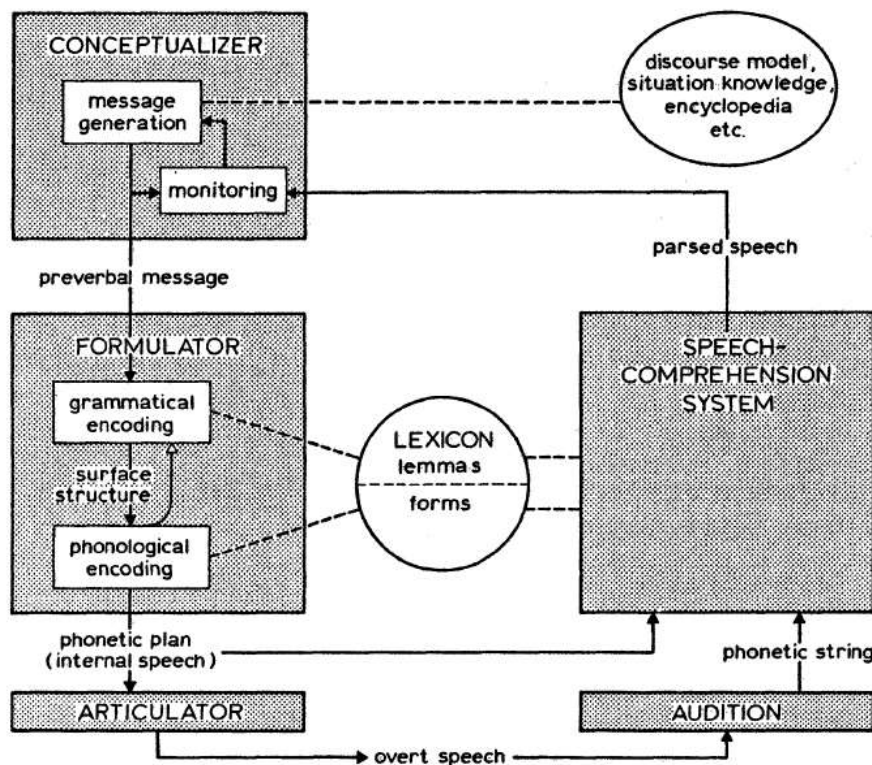 CONCEPTUALIZER
message
generation
monitoring
discourse model,
situation knowledge,
encyclopedia
etc.
parsed speech
preverbal message
FORMULATOR
grammatical
encoding
surface
structure
phonological
encoding
LEXICON
lemmas
forms
SPEECH-
COMPREHENSION
SYSTEM
phonetic plan
(internal speech)
phonetic string
ARTICULATOR
AUDITION
overt speech